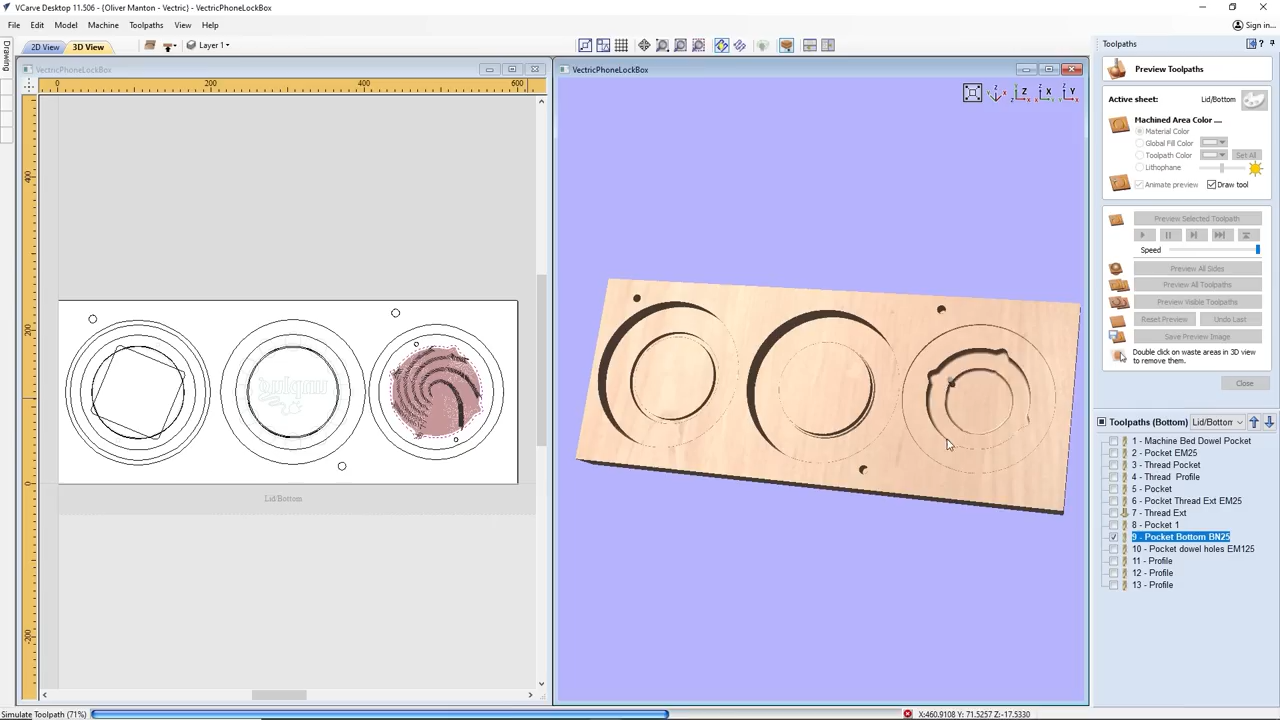 VCarve Desktop 11.506 - (Oliver Manton - Vectric) - VectricPhoneLockBox
File Edit Model Machine Toolpaths View Help
Sign in...
2D View 3D View Layer 1
Drawing
VectricPhoneLockBox
0 200 400 600
400
200
0
-200
Lid/Bottom
VectricPhoneLockBox
Z X Y
Toolpaths
Preview Toolpaths
Active sheet: Lid/Bottom
Machined Area Color ....
Material Color
Global Fill Color
Toolpath Color Set All
Lithophane
Animate preview Draw tool
Preview Selected Toolpath
Speed
Preview All Sides
Preview All Toolpaths
Preview Visible Toolpaths
Reset Preview Undo Last
Save Preview Image
Double click on waste areas in 3D view
to remove them.
Close
Toolpaths (Bottom) Lid/Bottom
1 - Machine Bed Dowel Pocket
2 - Pocket EM25
3 - Thread Pocket
4 - Thread Profile
5 - Pocket
6 - Pocket Thread Ext EM25
7 - Thread Ext
8 - Pocket 1
9 - Pocket Bottom BN25
10 - Pocket dowel holes EM125
11 - Profile
12 - Profile
13 - Profile
Simulate Toolpath (71%)
X:460.9108 Y: 71.5257 Z:-17.5330